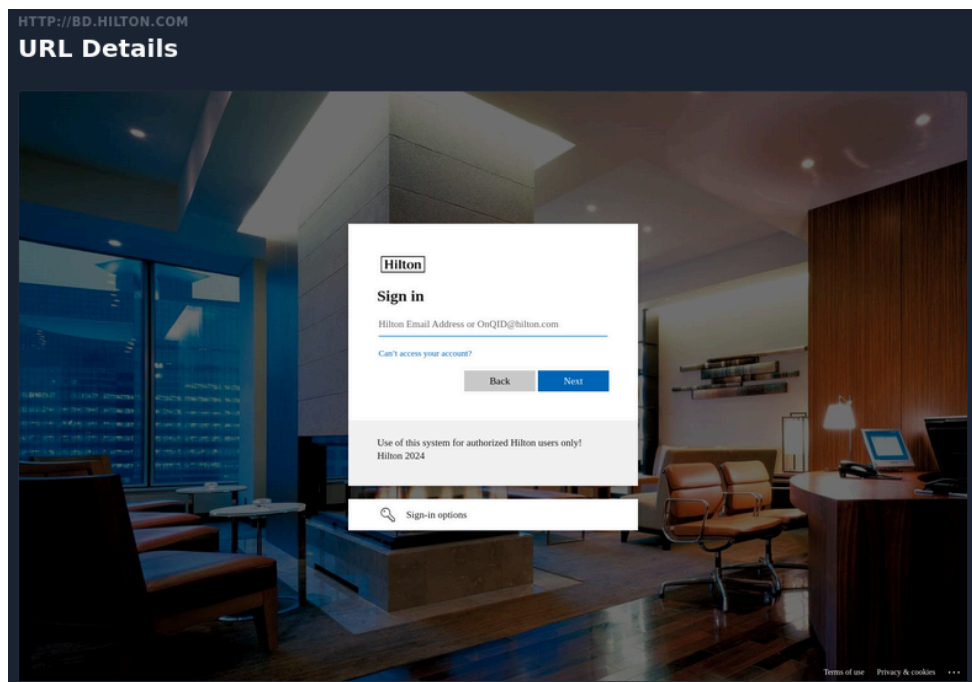 HTTP://BD.HILTON.COM
URL Details
Hilton
Sign in
Hilton Email Address or OnQID@hilton.com
Can't access your account?
Back
Next
Use of this system for authorized Hilton users only!
Hilton 2024
Sign-in options
Terms of use Privacy & cookies ...